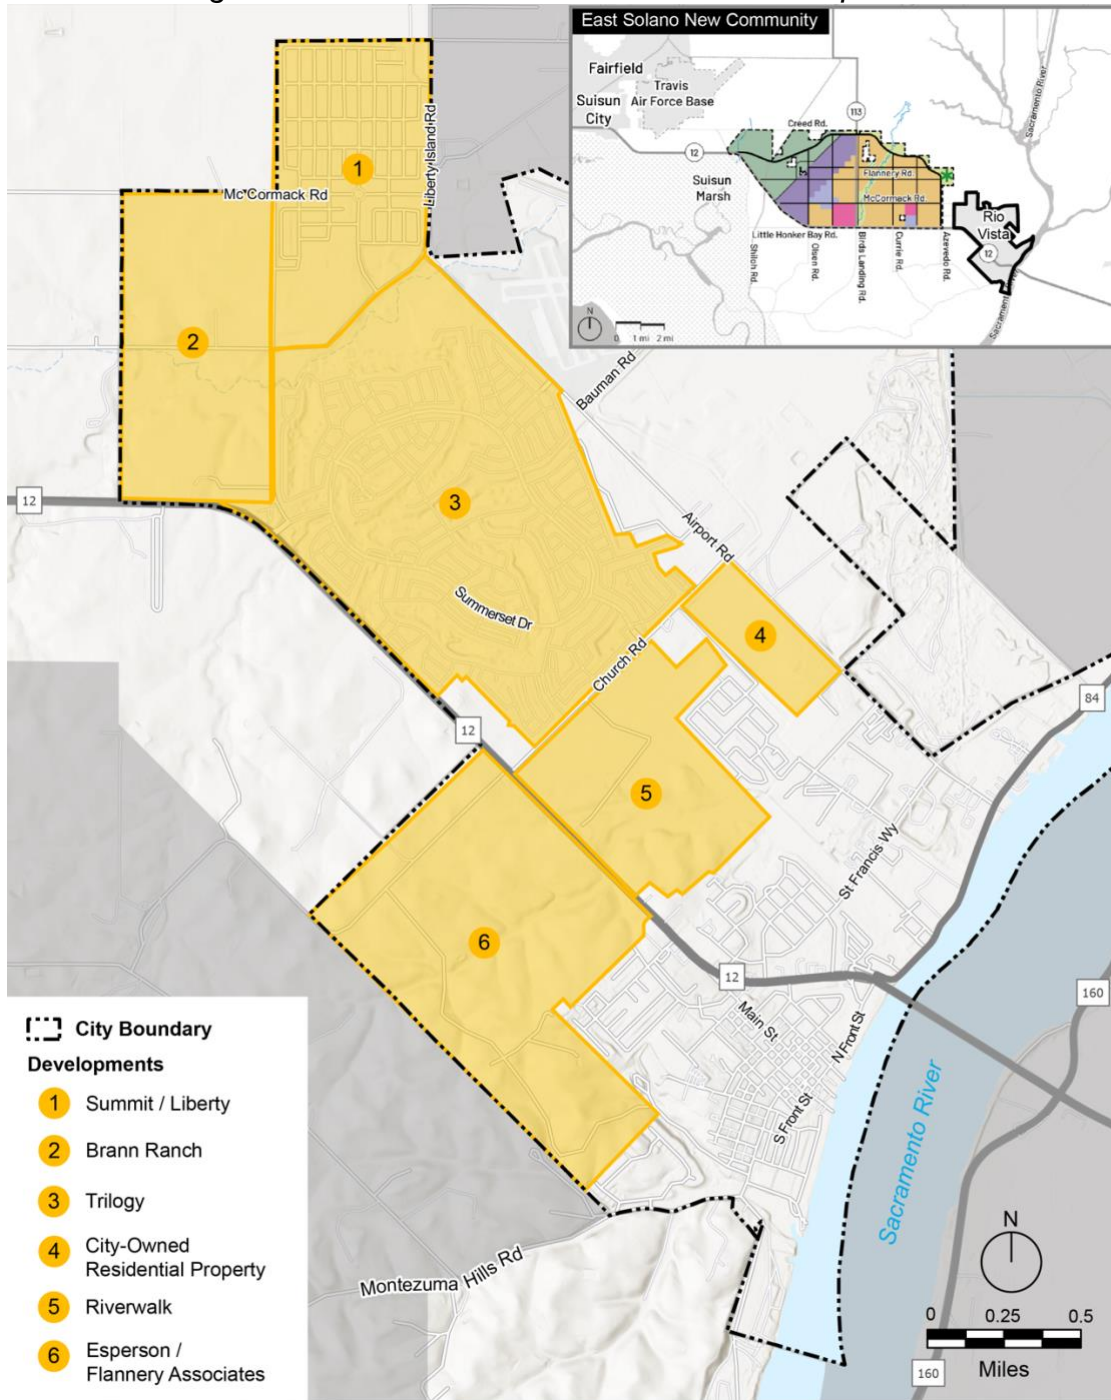 East Solano New Community
Fairfield
Travis
Air Force Base
Suisun
City
113
Creed Rd.
12
Flannery Rd.
Suisun
Marsh
McCormack Rd.
Rio
Vista
12
Little Honker Bay Rd.
Shiloh Rd.
Olsen Rd.
Birds Landing Rd.
Currie Rd.
Azevedo Rd.
Sacramento River
Sacramento River
N
0 1 mi 2 mi
1
Liberty Island Rd
McCormack Rd
2
Bauman Rd
12
3
Airport Rd
Summerset Dr
4
Church Rd
84
12
5
St Francis Wy
6
12
160
Main St
N Front St
S Front St
Sacramento River
Montezuma Hills Rd
City Boundary
Developments
1 Summit / Liberty
2 Brann Ranch
3 Trilogy
4 City-Owned
Residential Property
5 Riverwalk
6 Esperson /
Flannery Associates
N
0 0.25 0.5
Miles
160